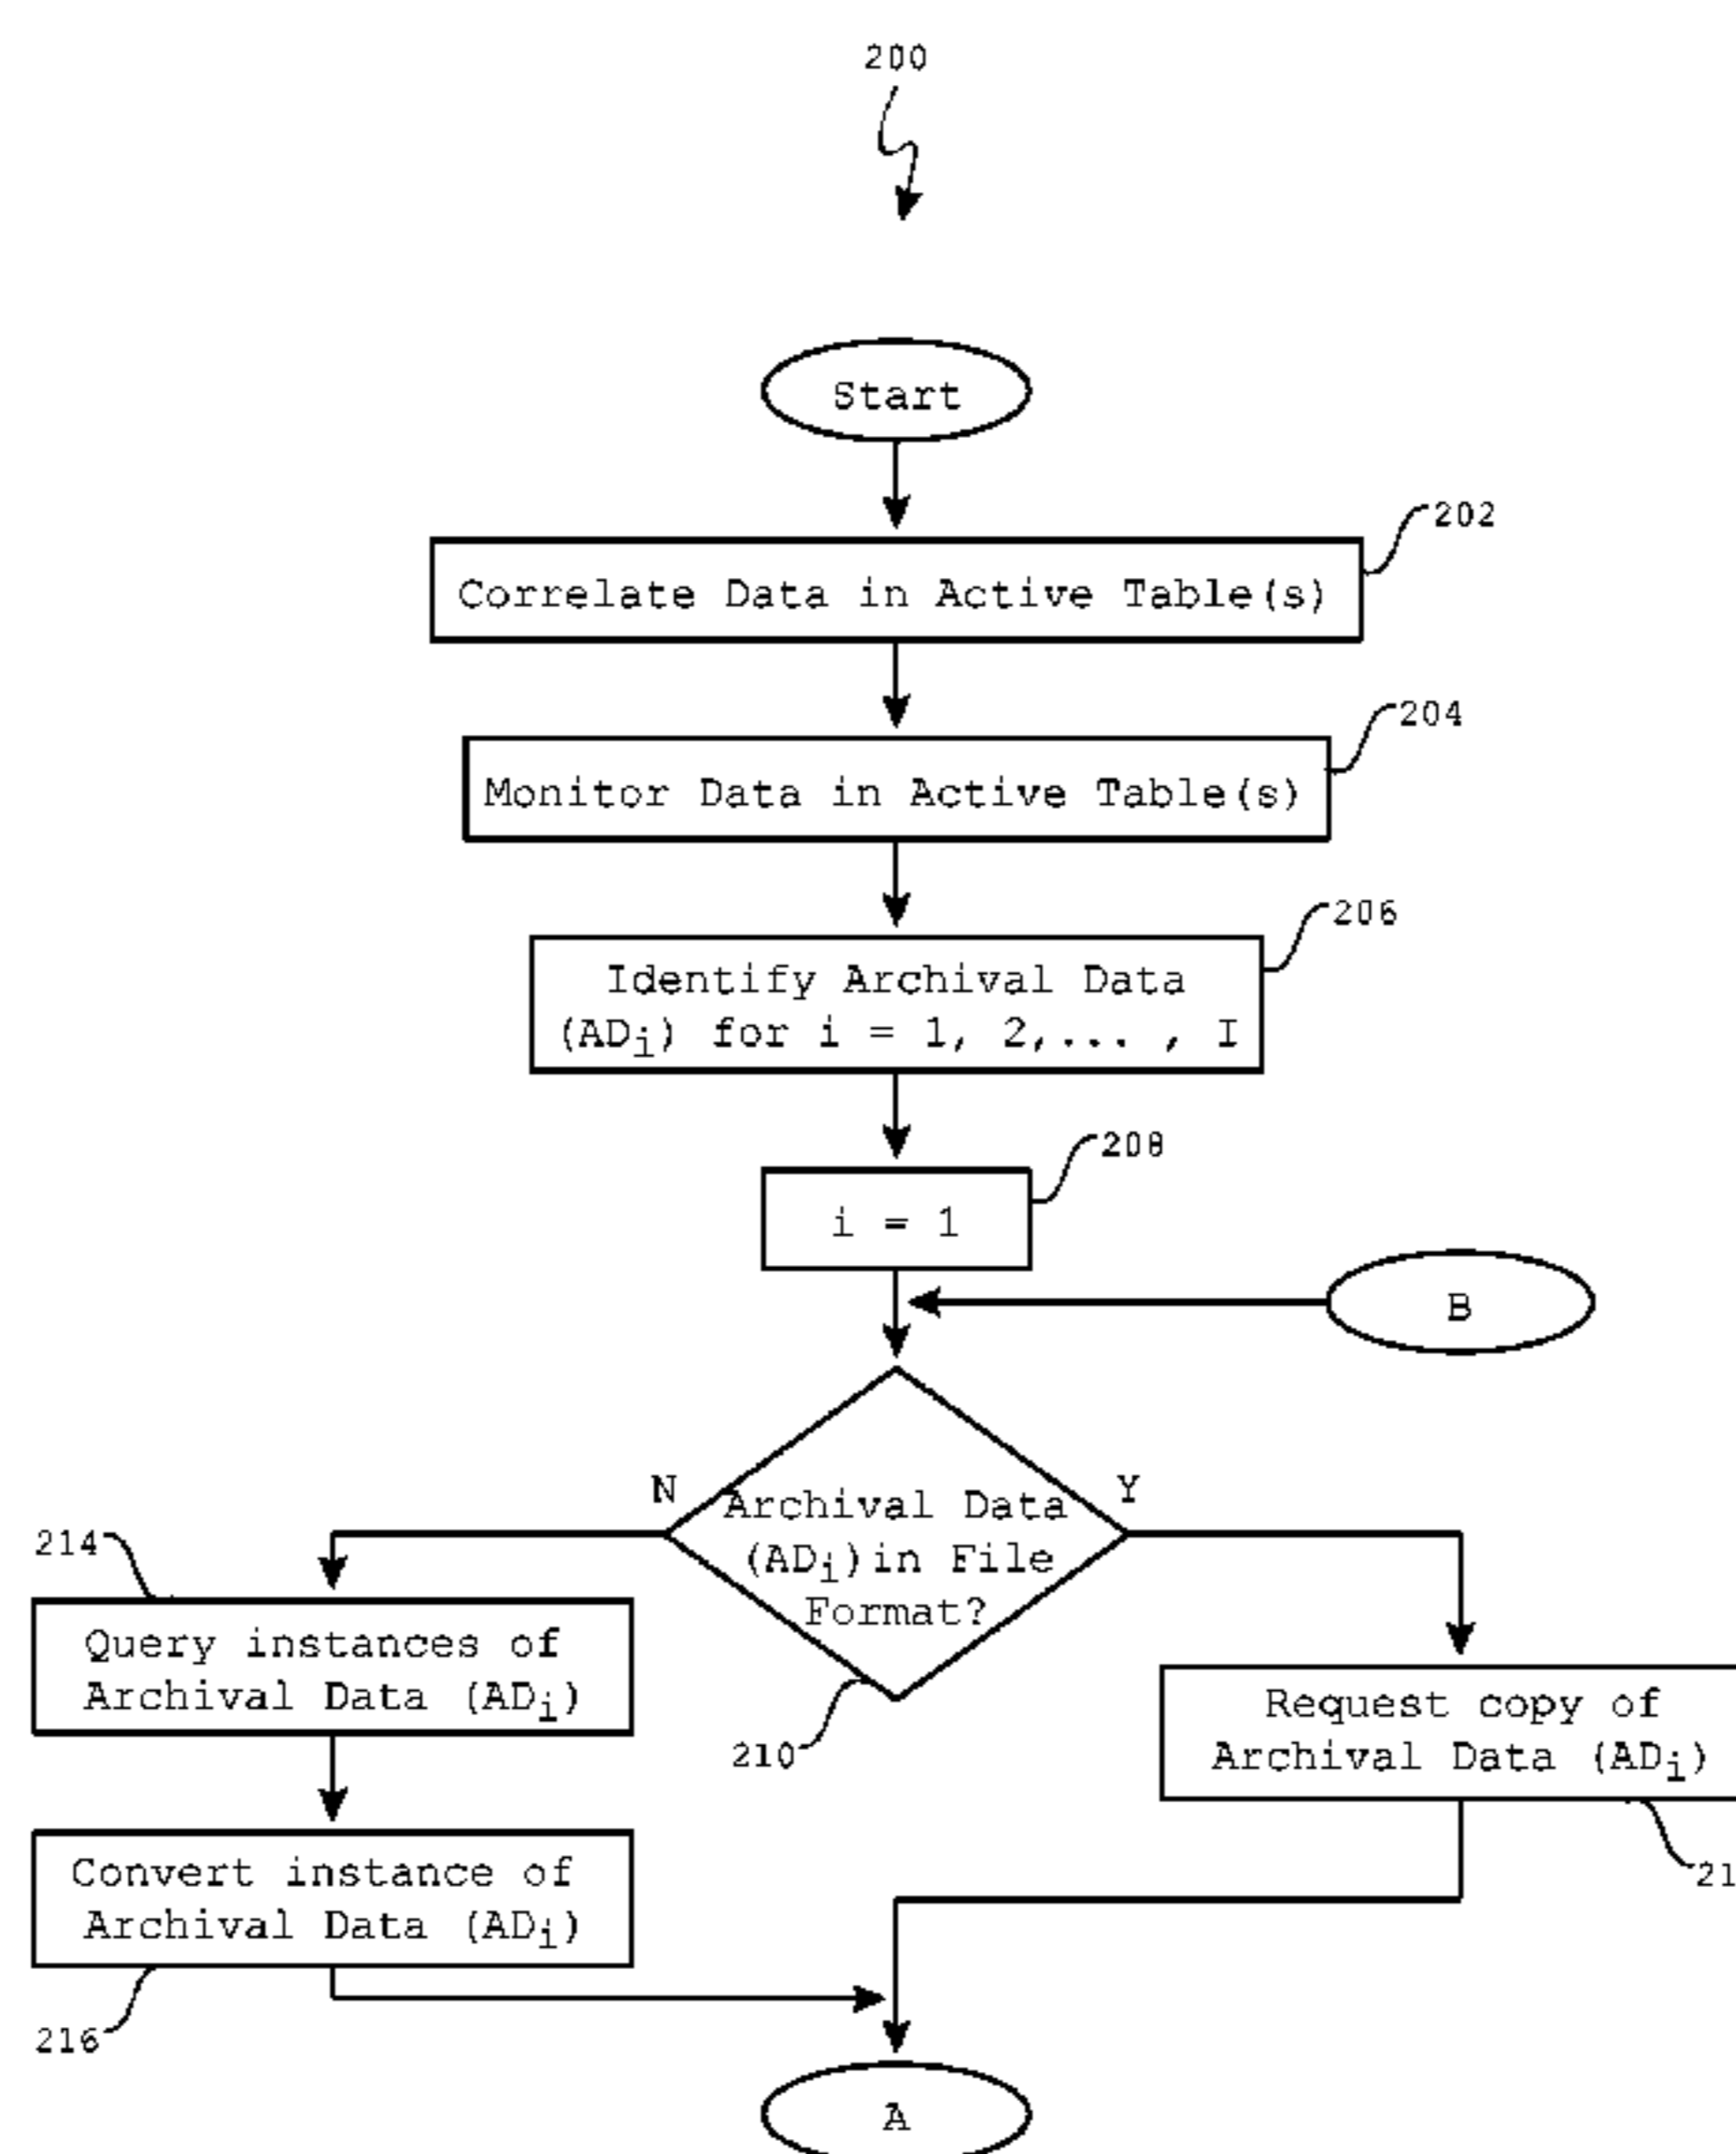 200
Start
202
Correlate Data in Active Table(s)
204
Monitor Data in Active Table(s)
206
Identify Archival Data
(ADi) for i = 1, 2,... , I
208
i = 1
B
N
Y
Archival Data
(ADi)in File
Format?
210
214
Query instances of
Archival Data (ADi)
Request copy of
Archival Data (ADi)
Convert instance of
Archival Data (ADi)
216
A